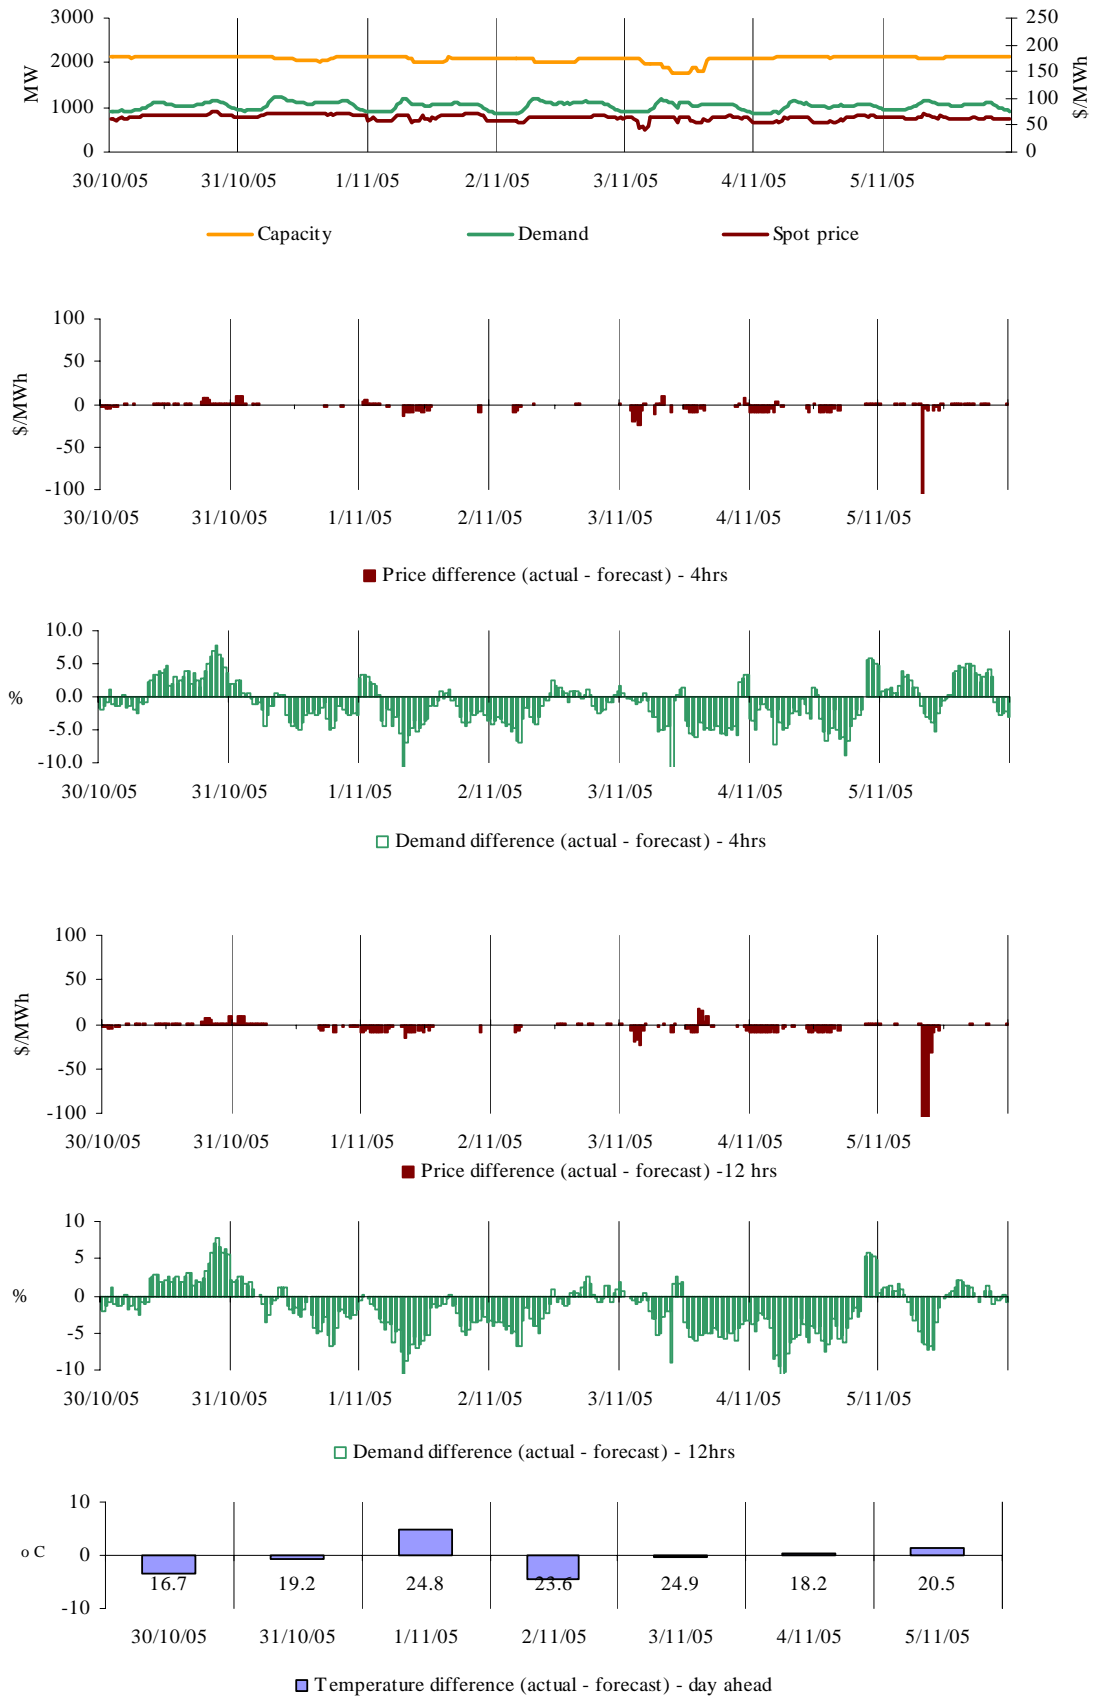 3000 250
2000 200
150
1000 100
50
0 0
MW
$/MWh
30/10/05 31/10/05 1/11/05 2/11/05 3/11/05 4/11/05 5/11/05
Capacity Demand Spot price
100
50
0
-50
-100
$/MWh
30/10/05 31/10/05 1/11/05 2/11/05 3/11/05 4/11/05 5/11/05
Price difference (actual - forecast) - 4hrs
10.0
5.0
0.0
-5.0
-10.0
%
30/10/05 31/10/05 1/11/05 2/11/05 3/11/05 4/11/05 5/11/05
Demand difference (actual - forecast) - 4hrs
100
50
0
-50
-100
$/MWh
30/10/05 31/10/05 1/11/05 2/11/05 3/11/05 4/11/05 5/11/05
Price difference (actual - forecast) -12 hrs
10
5
0
-5
-10
%
30/10/05 31/10/05 1/11/05 2/11/05 3/11/05 4/11/05 5/11/05
Demand difference (actual - forecast) - 12hrs
10
0
-10
o C
16.7 19.2 24.8 23.6 24.9 18.2 20.5
30/10/05 31/10/05 1/11/05 2/11/05 3/11/05 4/11/05 5/11/05
Temperature difference (actual - forecast) - day ahead